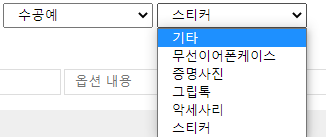 수공예 스티커
기타
무선이어폰케이스
증명사진
옵션 내용
그립톡
악세사리
스티커